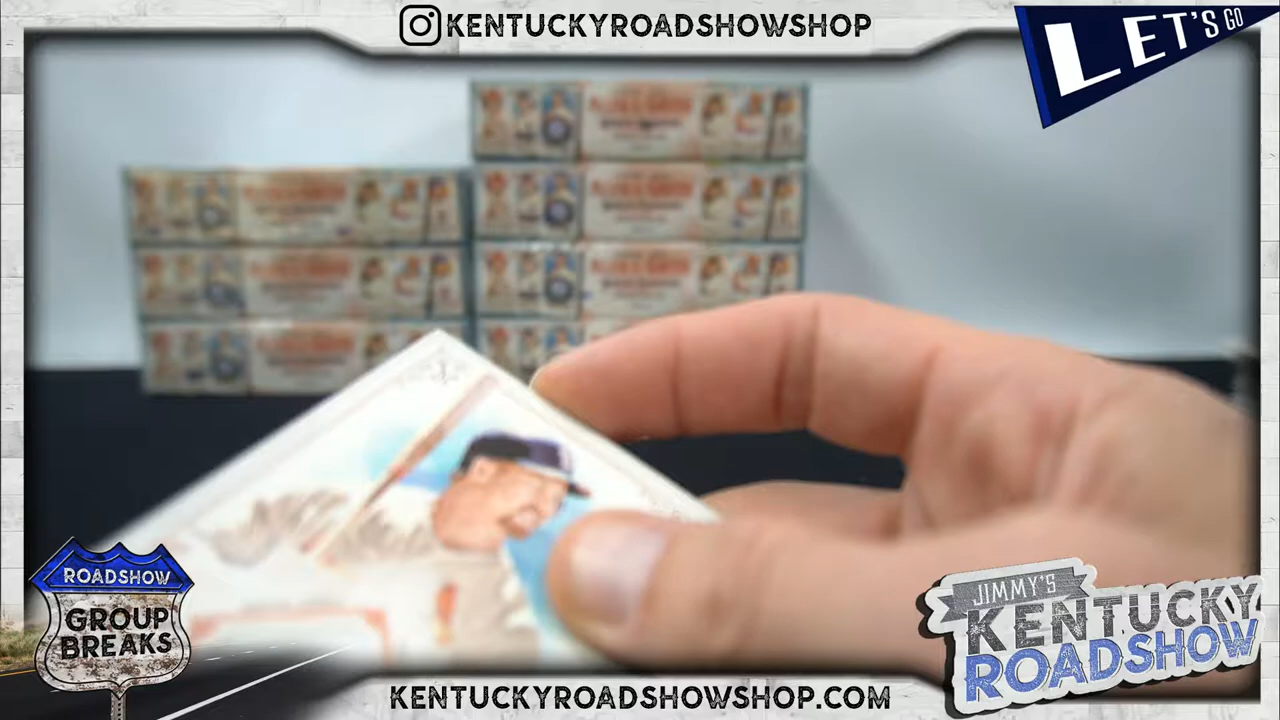 KENTUCKYROADSHOWSHOP
LET'S GO
ROADSHOW
GROUP
BREAKS
JIMMY'S
KENTUCKY
ROADSHOW
KENTUCKYROADSHOWSHOP.COM